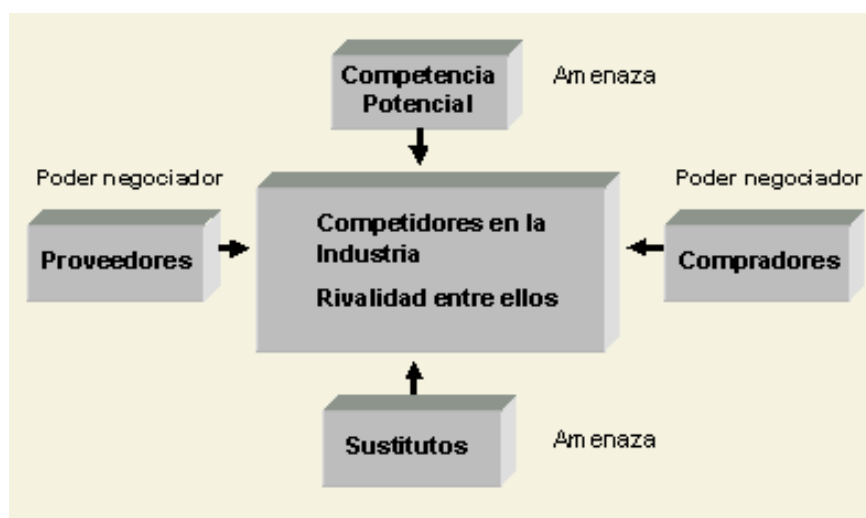 Competencia
Potencial
Amenaza
Poder negociador
Poder negociador
Proveedores
Competidores en la
Industria
Rivalidad entre ellos
Compradores
Sustitutos
Amenaza